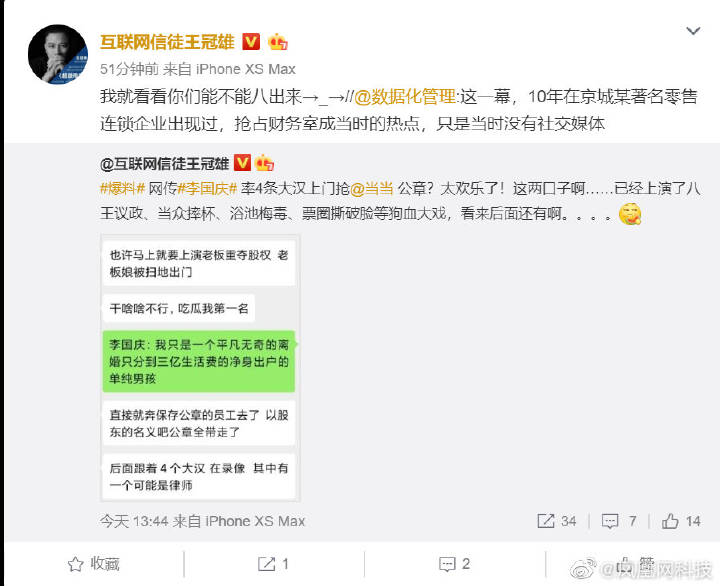 互联网信徒王冠雄
51分钟前 来自 iPhone XS Max
我就看看你们能不能八出来→_→//@数据化管理:这一幕，10年在京城某著名零售
连锁企业出现过，抢占财务室成当时的热点，只是当时没有社交媒体
@互联网信徒王冠雄
#爆料# 网传#李国庆# 率4条大汉上门抢@当当 公章？太欢乐了！这两口子啊……已经上演了八
王议政、当众摔杯、浴池梅毒、票圈撕破脸等狗血大戏，看来后面还有啊。。。。
也许马上就要上演老板重夺股权 老
板娘被扫地出门
干啥啥不行，吃瓜我第一名
李国庆：我只是一个平凡无奇的离
婚只分到三亿生活费的净身出户的
单纯男孩
直接就奔保存公章的员工去了 以股
东的名义吧公章全带走了
后面跟着4个大汉 在录像 其中有
一个可能是律师
今天 13:44 来自 iPhone XS Max
34 7 14
收藏 1 2 赞
@凤凰网科技